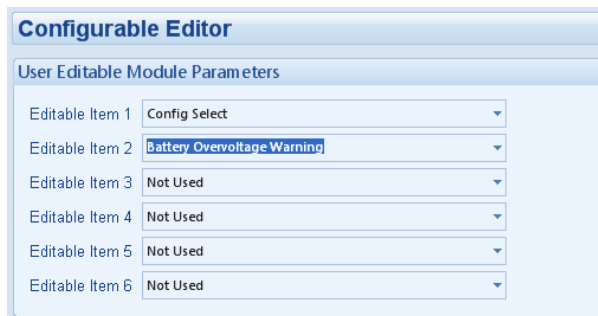 Configurable Editor
User Editable Module Parameters
Editable Item 1 Config Select
Editable Item 2 Battery Overvoltage Warning
Editable Item 3 Not Used
Editable Item 4 Not Used
Editable Item 5 Not Used
Editable Item 6 Not Used